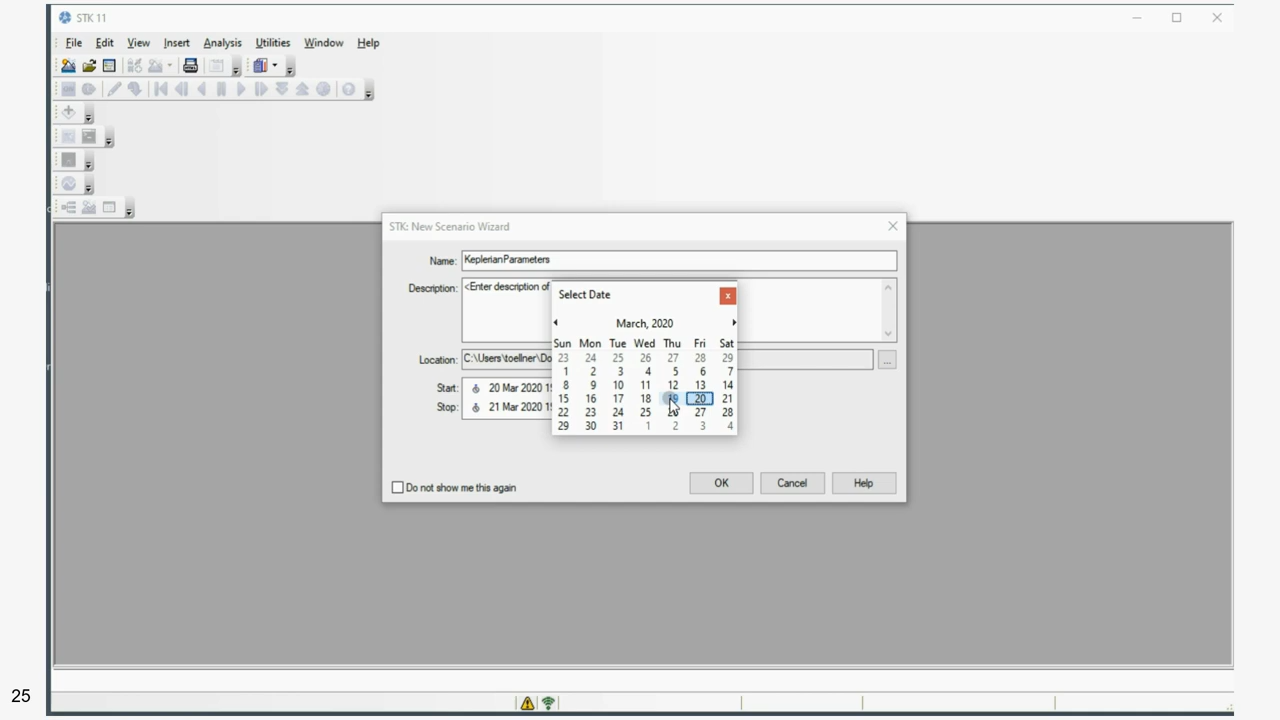 STK 11
File Edit View Insert Analysis Utilities Window Help
STK: New Scenario Wizard
Name: KeplerianParameters
Description: <Enter description of
Select Date
March, 2020
Sun Mon Tue Wed Thu Fri Sat
23 24 25 26 27 28 29
1 2 3 4 5 6 7
8 9 10 11 12 13 14
15 16 17 18 19 20 21
22 23 24 25 26 27 28
29 30 31 1 2 3 4
Location: C:\Users\toellner\Do ...
Start: 20 Mar 2020 1
Stop: 21 Mar 2020 1
Do not show me this again
OK Cancel Help
25